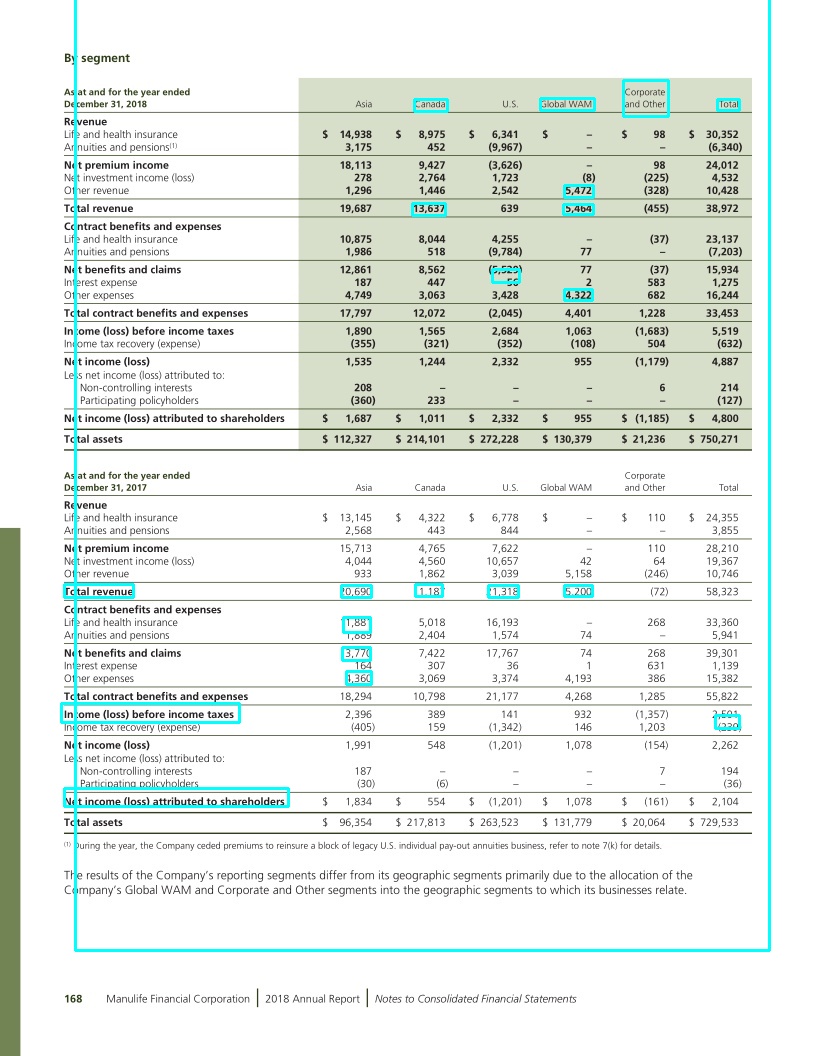 By segment
As at and for the year ended
December 31, 2018 Asia Canada U.S. Global WAM Corporate and Other Total
Revenue
Life and health insurance $ 14,938 $ 8,975 $ 6,341 $ – $ 98 $ 30,352
Annuities and pensions(1) 3,175 452 (9,967) – – (6,340)
Net premium income 18,113 9,427 (3,626) – 98 24,012
Net investment income (loss) 278 2,764 1,723 (8) (225) 4,532
Other revenue 1,296 1,446 2,542 5,472 (328) 10,428
Total revenue 19,687 13,637 639 5,464 (455) 38,972
Contract benefits and expenses
Life and health insurance 10,875 8,044 4,255 – (37) 23,137
Annuities and pensions 1,986 518 (9,784) 77 – (7,203)
Net benefits and claims 12,861 8,562 (5,529) 77 (37) 15,934
Interest expense 187 447 56 2 583 1,275
Other expenses 4,749 3,063 3,428 4,322 682 16,244
Total contract benefits and expenses 17,797 12,072 (2,045) 4,401 1,228 33,453
Income (loss) before income taxes 1,890 1,565 2,684 1,063 (1,683) 5,519
Income tax recovery (expense) (355) (321) (352) (108) 504 (632)
Net income (loss) 1,535 1,244 2,332 955 (1,179) 4,887
Less net income (loss) attributed to:
Non-controlling interests 208 – – – 6 214
Participating policyholders (360) 233 – – – (127)
Net income (loss) attributed to shareholders $ 1,687 $ 1,011 $ 2,332 $ 955 $ (1,185) $ 4,800
Total assets $ 112,327 $ 214,101 $ 272,228 $ 130,379 $ 21,236 $ 750,271
As at and for the year ended
December 31, 2017 Asia Canada U.S. Global WAM Corporate and Other Total
Revenue
Life and health insurance $ 13,145 $ 4,322 $ 6,778 $ – $ 110 $ 24,355
Annuities and pensions 2,568 443 844 – – 3,855
Net premium income 15,713 4,765 7,622 – 110 28,210
Net investment income (loss) 4,044 4,560 10,657 42 64 19,367
Other revenue 933 1,862 3,039 5,158 (246) 10,746
Total revenue 20,690 11,187 21,318 5,200 (72) 58,323
Contract benefits and expenses
Life and health insurance 11,881 5,018 16,193 – 268 33,360
Annuities and pensions 1,889 2,404 1,574 74 – 5,941
Net benefits and claims 13,770 7,422 17,767 74 268 39,301
Interest expense 164 307 36 1 631 1,139
Other expenses 4,360 3,069 3,374 4,193 386 15,382
Total contract benefits and expenses 18,294 10,798 21,177 4,268 1,285 55,822
Income (loss) before income taxes 2,396 389 141 932 (1,357) 2,501
Income tax recovery (expense) (405) 159 (1,342) 146 1,203 (239)
Net income (loss) 1,991 548 (1,201) 1,078 (154) 2,262
Less net income (loss) attributed to:
Non-controlling interests 187 – – – 7 194
Participating policyholders (30) (6) – – – (36)
Net income (loss) attributed to shareholders $ 1,834 $ 554 $ (1,201) $ 1,078 $ (161) $ 2,104
Total assets $ 96,354 $ 217,813 $ 263,523 $ 131,779 $ 20,064 $ 729,533
(1) During the year, the Company ceded premiums to reinsure a block of legacy U.S. individual pay-out annuities business, refer to note 7(k) for details.
The results of the Company's reporting segments differ from its geographic segments primarily due to the allocation of the
Company's Global WAM and Corporate and Other segments into the geographic segments to which its businesses relate.
168 Manulife Financial Corporation | 2018 Annual Report | Notes to Consolidated Financial Statements